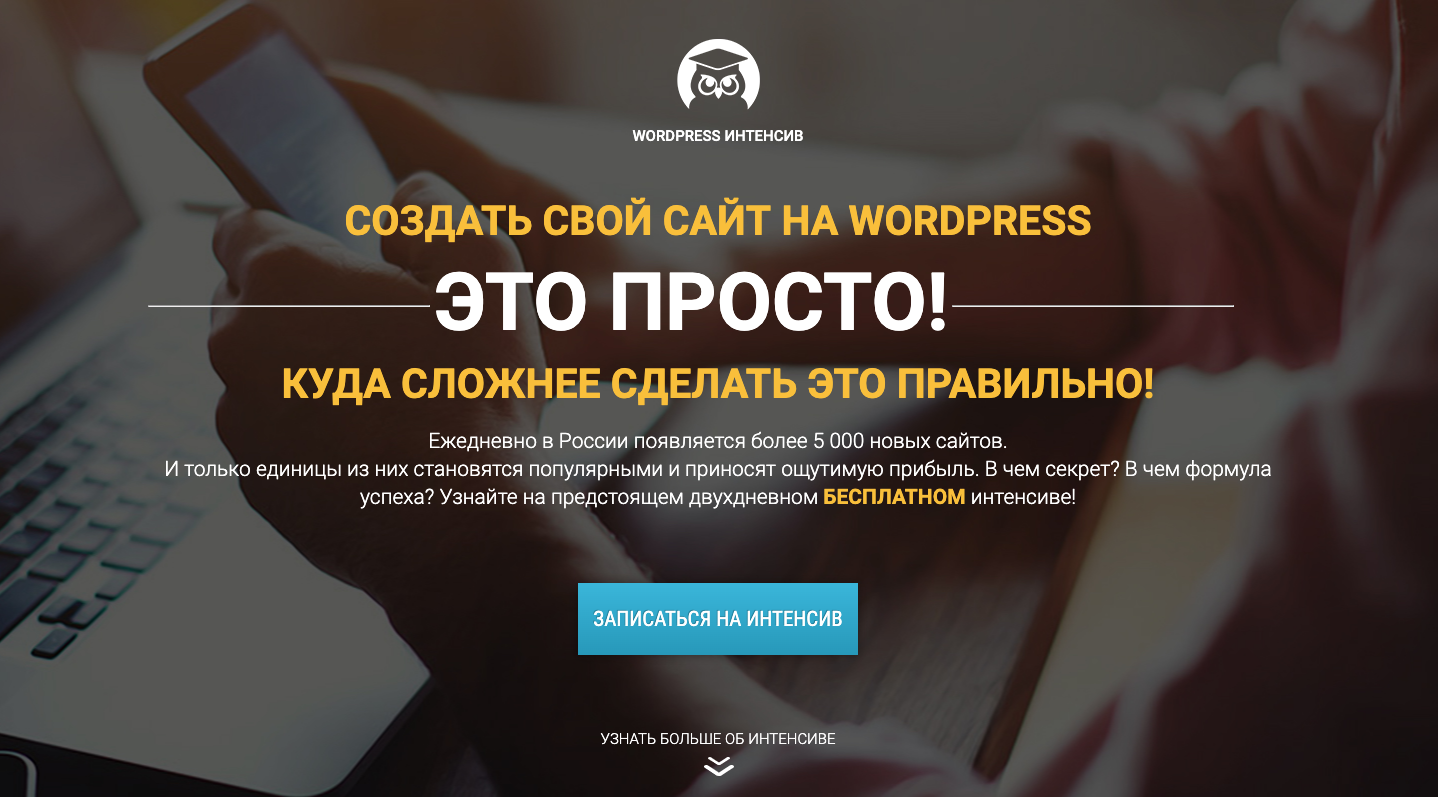 WORDPRESS ИНТЕНСИВ
СОЗДАТЬ СВОЙ САЙТ НА WORDPRESS
ЭТО ПРОСТО!
КУДА СЛОЖНЕЕ СДЕЛАТЬ ЭТО ПРАВИЛЬНО!
Ежедневно в России появляется более 5 000 новых сайтов.
И только единицы из них становятся популярными и приносят ощутимую прибыль. В чем секрет? В чем формула
успеха? Узнайте на предстоящем двухдневном БЕСПЛАТНОМ интенсиве!
ЗАПИСАТЬСЯ НА ИНТЕНСИВ
УЗНАТЬ БОЛЬШЕ ОБ ИНТЕНСИВЕ